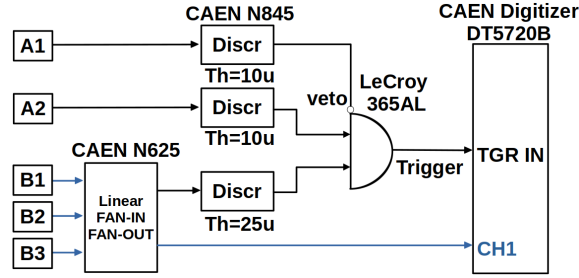 CAEN N845
CAEN Digitizer
DT5720B
A1
Discr
Th=10u
veto
LeCroy
365AL
A2
Discr
Th=10u
CAEN N625
Trigger
TGR IN
B1
B2
B3
Linear
FAN-IN
FAN-OUT
Discr
Th=25u
CH1